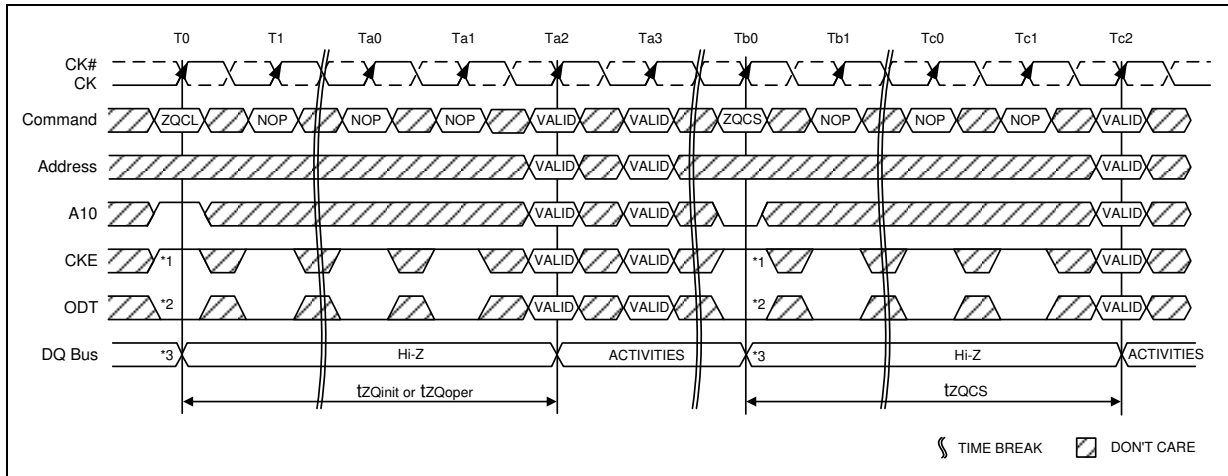 T0 T1 Ta0 Ta1 Ta2 Ta3 Tb0 Tb1 Tc0 Tc1 Tc2
CK#
CK
Command ZQCL NOP NOP NOP VALID VALID ZQCS NOP NOP NOP VALID
Address VALID VALID VALID
A10 VALID VALID VALID
CKE *1 VALID VALID *1 VALID
ODT *2 VALID VALID *2 VALID
DQ Bus *3 Hi-Z ACTIVITIES *3 Hi-Z ACTIVITIES
tZQinit or tZQoper tZQCS
TIME BREAK DON'T CARE